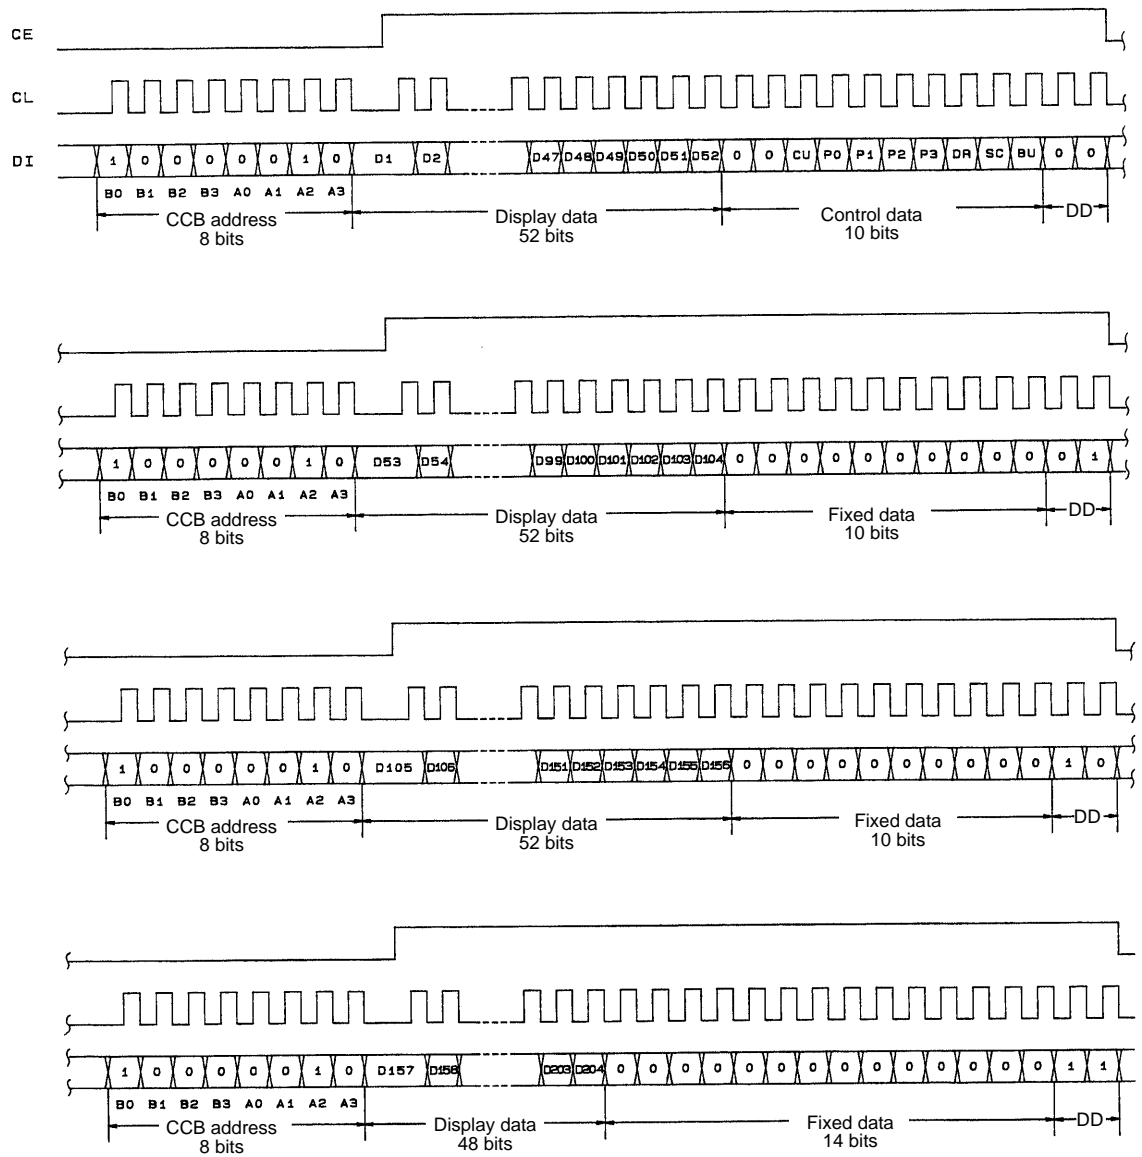 CE
CL
DI 1 0 0 0 0 0 1 0 D1 D2 D47 D48 D49 D50 D51 D52 0 0 CU P0 P1 P2 P3 DR SC BU 0 0
B0 B1 B2 B3 A0 A1 A2 A3
CCB address Display data Control data DD
8 bits 52 bits 10 bits
1 0 0 0 0 0 1 0 D53 D54 D99 D100 D101 D102 D103 D104 0 0 0 0 0 0 0 0 0 0 0 1
B0 B1 B2 B3 A0 A1 A2 A3
CCB address Display data Fixed data DD
8 bits 52 bits 10 bits
1 0 0 0 0 0 1 0 D105 D106 D151 D152 D153 D154 D155 D156 0 0 0 0 0 0 0 0 0 0 1 0
B0 B1 B2 B3 A0 A1 A2 A3
CCB address Display data Fixed data DD
8 bits 52 bits 10 bits
1 0 0 0 0 0 1 0 D157 D158 D203 D204 0 0 0 0 0 0 0 0 0 0 0 0 0 0 1 1
B0 B1 B2 B3 A0 A1 A2 A3
CCB address Display data Fixed data DD
8 bits 48 bits 14 bits